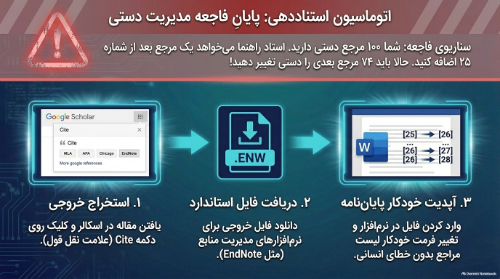 اتوماسیون استناددهی: پایانِ فاجعه مدیریت دستی
سناریوی فاجعه: شما ۱۰۰ مرجع دستی دارید. استاد راهنما می‌خواهد یک مرجع بعد از شماره
۲۵ اضافه کنید. حالا باید ۷۴ مرجع بعدی را دستی تغییر دهید!
Google Scholar
Cite
Cite
MLA APA Chicago EndNote
.ENW
W
[25] → [26]
[26] → [27]
[27] → [28]
۱. استخراج خروجی
یافتن مقاله در اسکالر و کلیک روی
دکمه Cite (علامت نقل قول).
۲. دریافت فایل استاندارد
دانلود فایل خروجی برای
نرم‌افزارهای مدیریت منابع
(مثل EndNote).
۳. آپدیت خودکار پایان‌نامه
وارد کردن فایل در نرم‌افزار و
تغییر فرمت خودکار لیست
مراجع بدون خطای انسانی.